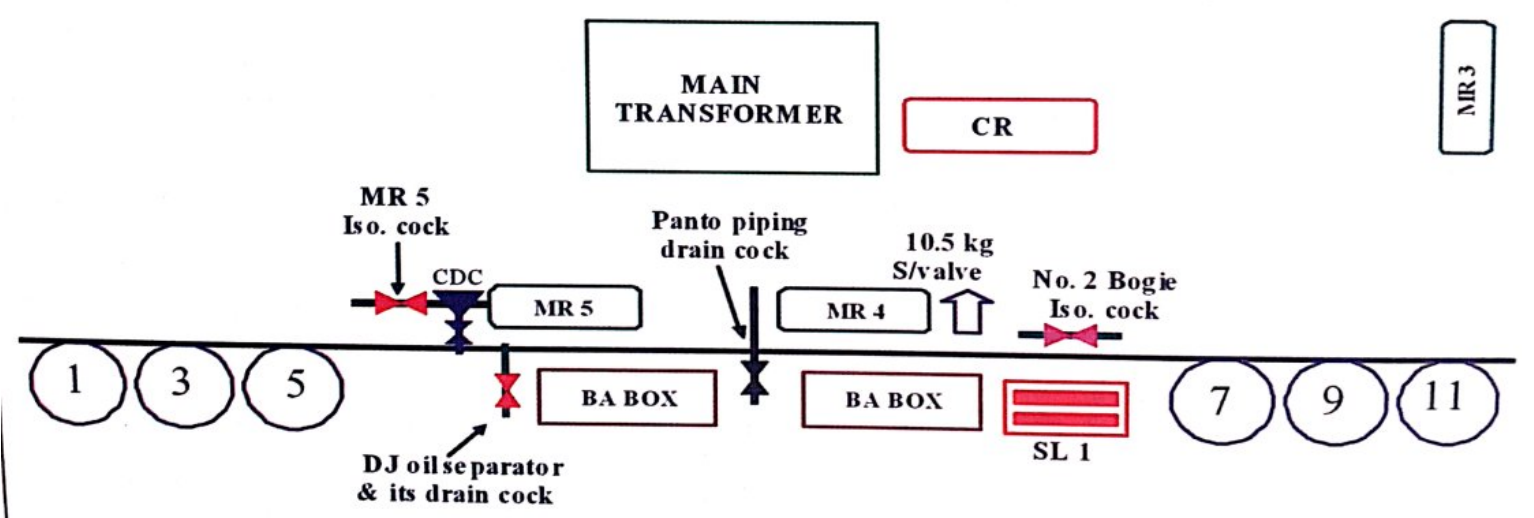 MAIN
TRANSFORMER
CR
MR 3
MR 5
Iso. cock
Panto piping
drain cock
10.5 kg
S/valve
No. 2 Bogie
Iso. cock
CDC
MR 5
MR 4
1
3
5
7
9
11
BA BOX
BA BOX
SL 1
DJ oil separator
& its drain cock